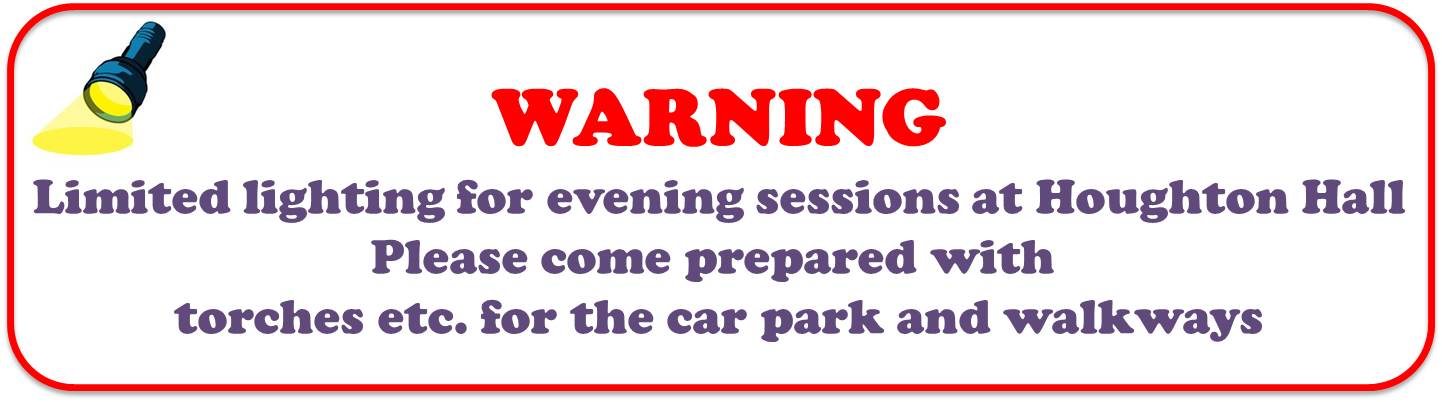 WARNING
Limited lighting for evening sessions at Houghton Hall
Please come prepared with
torches etc. for the car park and walkways